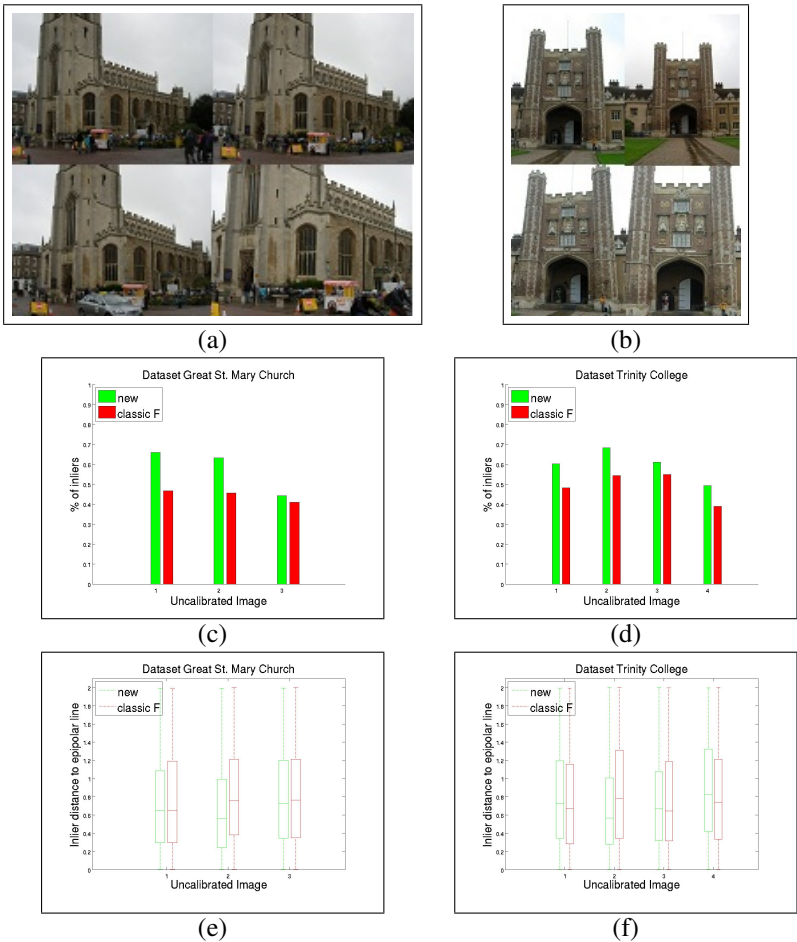 (a)
(b)
Dataset Great St. Mary Church
new
classic F
% of inliers
1
0.9
0.8
0.7
0.6
0.5
0.4
0.3
0.2
0.1
0
1 2 3
Uncalibrated Image
(c)
Dataset Trinity College
new
classic F
% of inliers
1
0.9
0.8
0.7
0.6
0.5
0.4
0.3
0.2
0.1
0
1 2 3 4
Uncalibrated Image
(d)
Dataset Great St. Mary Church
new
classic F
Inlier distance to epipolar line
2
1.8
1.6
1.4
1.2
1
0.8
0.6
0.4
0.2
0
1 2 3
Uncalibrated Image
(e)
Dataset Trinity College
new
classic F
Inlier distance to epipolar line
2
1.8
1.6
1.4
1.2
1
0.8
0.6
0.4
0.2
0
1 2 3 4
Uncalibrated Image
(f)